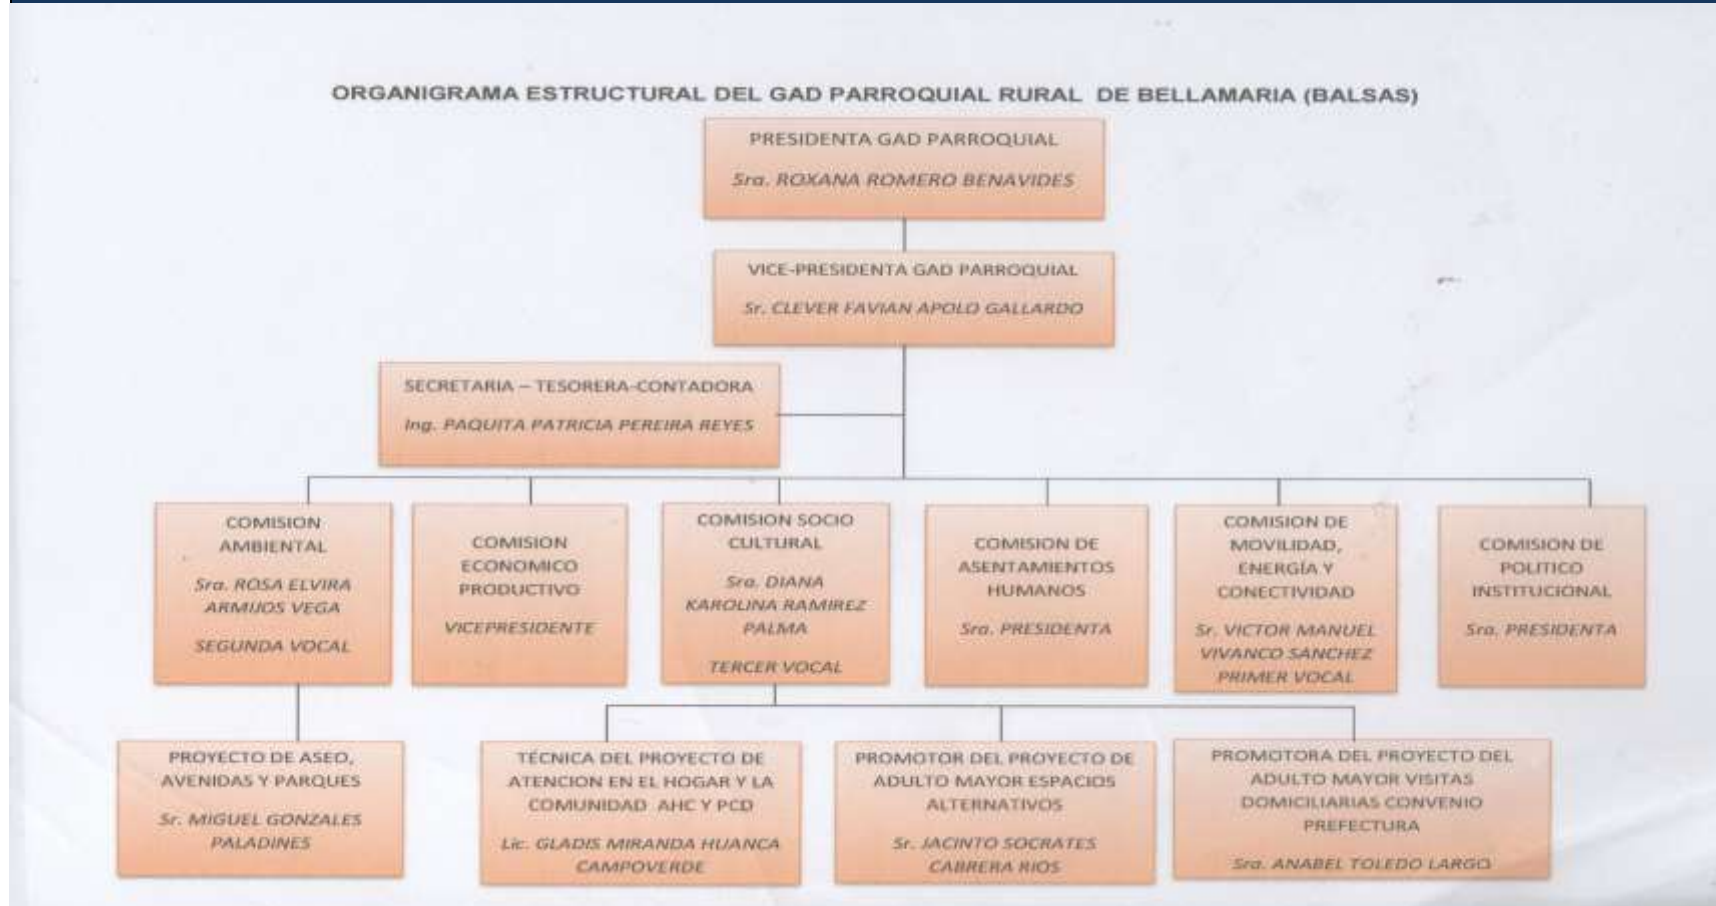 ORGANIGRAMA ESTRUCTURAL DEL GAD PARROQUIAL RURAL DE BELLAMARIA (BALSAS)
PRESIDENTA GAD PARROQUIAL
Sra. ROXANA ROMERO BENAVIDES
VICE-PRESIDENTA GAD PARROQUIAL
Sr. CLEVER FAVIAN APOLO GALLARDO
SECRETARIA – TESORERA-CONTADORA
Ing. PAQUITA PATRICIA PEREIRA REYES
COMISION
AMBIENTAL
Sra. ROSA ELVIRA
ARMIJOS VEGA
SEGUNDA VOCAL
COMISION
ECONOMICO
PRODUCTIVO
VICEPRESIDENTE
COMISION SOCIO
CULTURAL
Sra. DIANA
KAROLINA RAMIREZ
PALMA
TERCER VOCAL
COMISION DE
ASENTAMIENTOS
HUMANOS
Sra. PRESIDENTA
COMISION DE
MOVILIDAD,
ENERGÍA Y
CONECTIVIDAD
Sr. VICTOR MANUEL
VIVANCO SANCHEZ
PRIMER VOCAL
COMISION DE
POLITICO
INSTITUCIONAL
Sra. PRESIDENTA
PROYECTO DE ASEO,
AVENIDAS Y PARQUES
Sr. MIGUEL GONZALES
PALADINES
TÉCNICA DEL PROYECTO DE
ATENCION EN EL HOGAR Y LA
COMUNIDAD AHC Y PCD
Lic. GLADIS MIRANDA HUANCA
CAMPOVERDE
PROMOTOR DEL PROYECTO DE
ADULTO MAYOR ESPACIOS
ALTERNATIVOS
Sr. JACINTO SOCRATES
CABRERA RIOS
PROMOTORA DEL PROYECTO DEL
ADULTO MAYOR VISITAS
DOMICILIARIAS CONVENIO
PREFECTURA
Sra. ANABEL TOLEDO LARGO